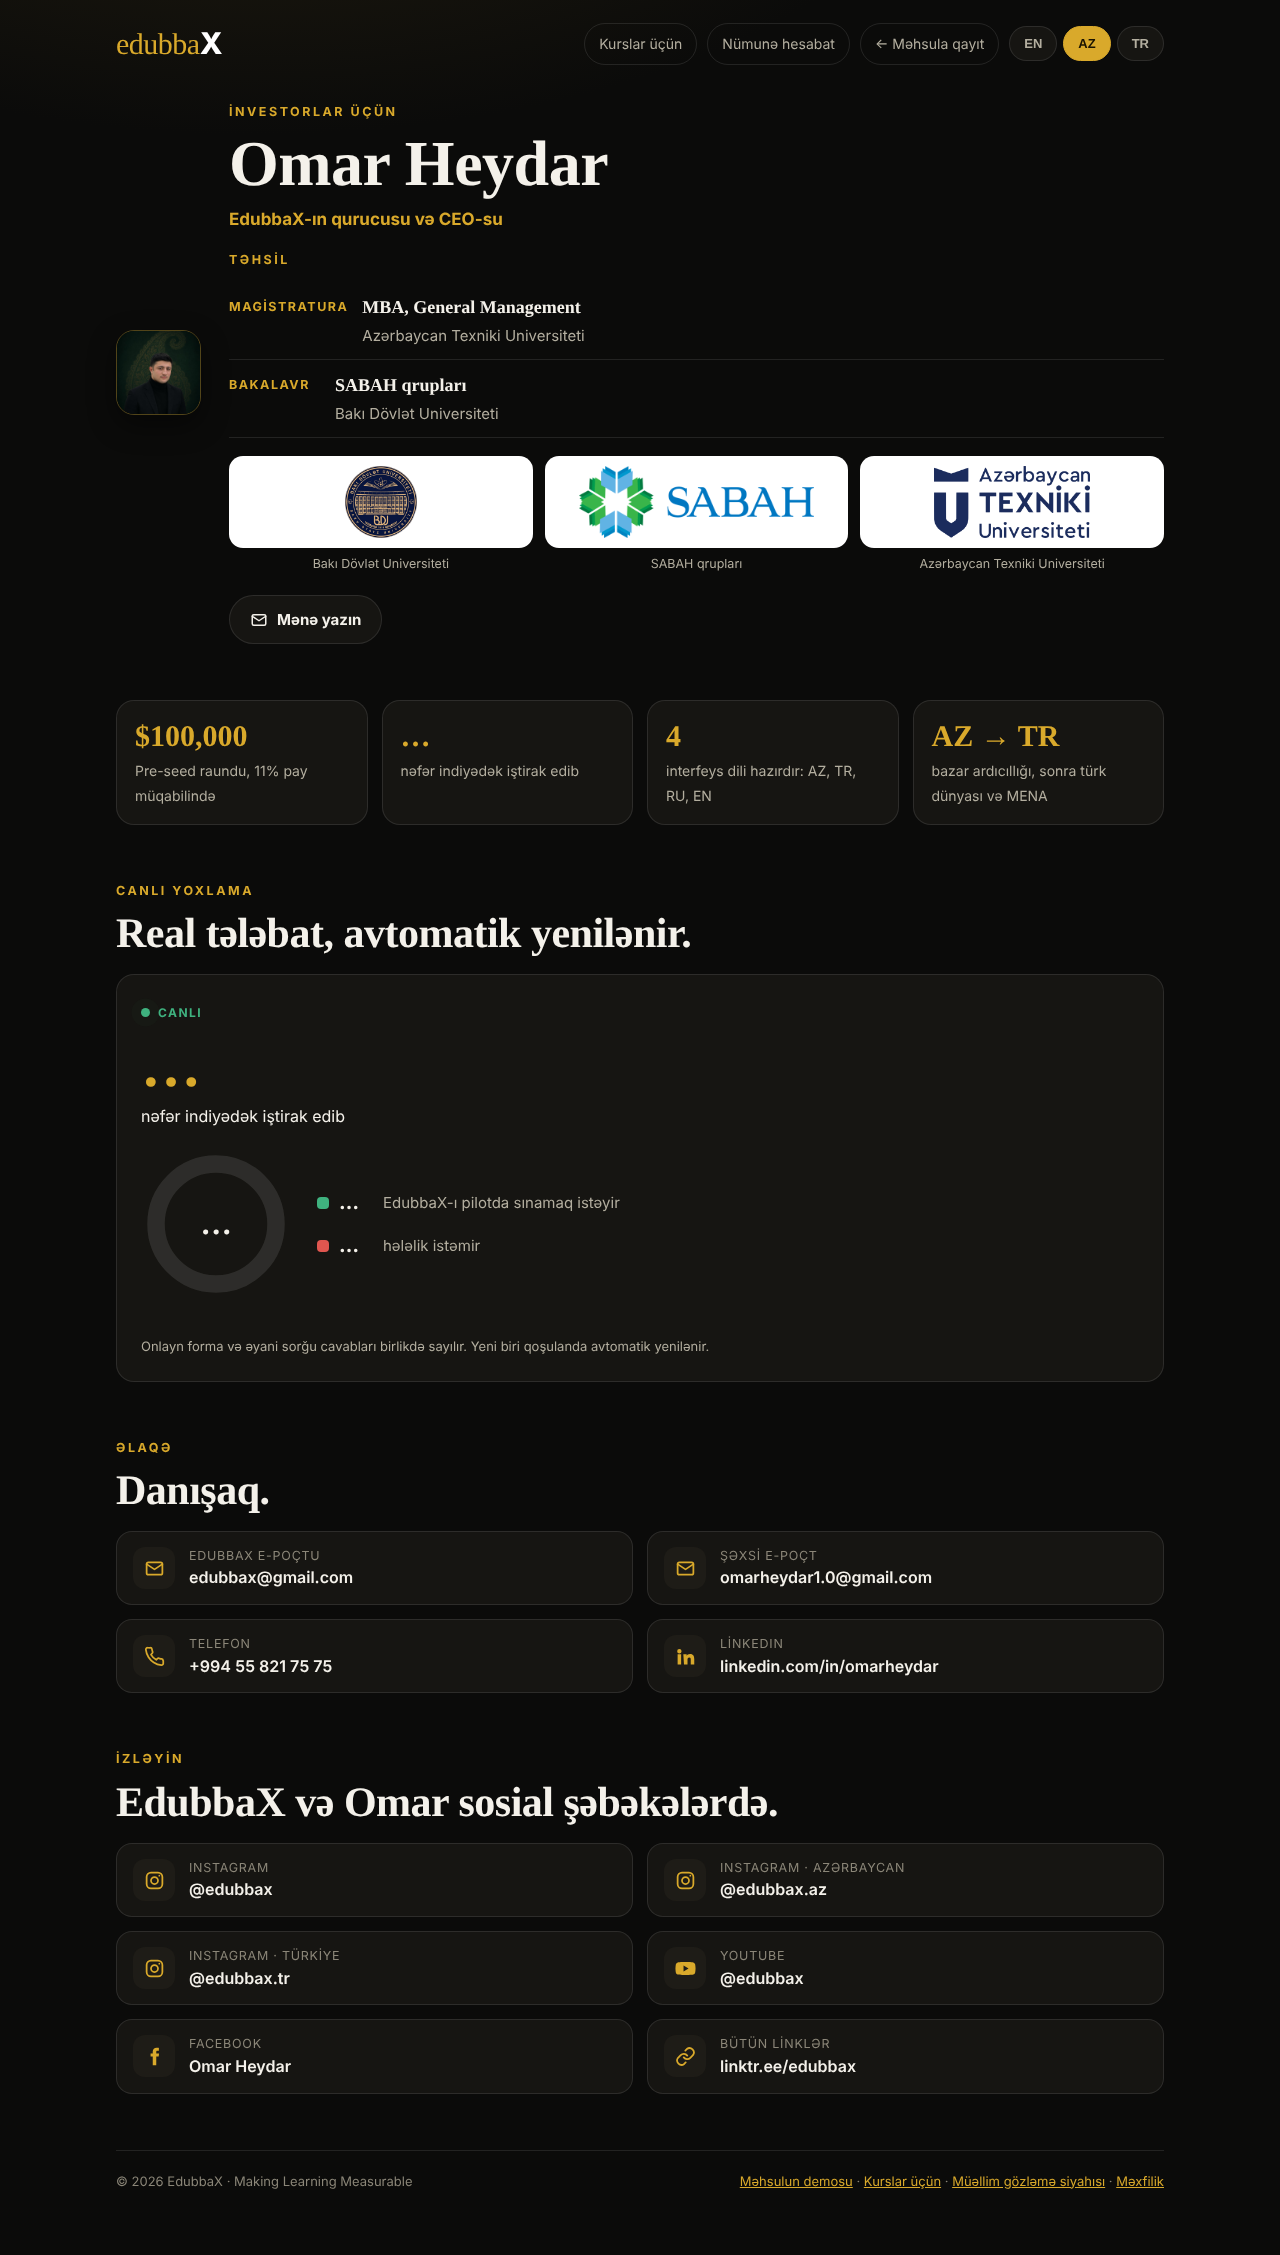 edubbaX
Kurslar üçün
Nümunə hesabat
← Məhsula qayıt
EN
AZ
TR
İNVESTORLAR ÜÇÜN
Omar Heydar
EdubbaX-ın qurucusu və CEO-su
TƏHSİL
MAGİSTRATURA
MBA, General Management
Azərbaycan Texniki Universiteti
BAKALAVR
SABAH qrupları
Bakı Dövlət Universiteti
BDU
SABAH
Azərbaycan
TEXNİKİ
Universiteti
Bakı Dövlət Universiteti
SABAH qrupları
Azərbaycan Texniki Universiteti
Mənə yazın
$100,000
Pre-seed raundu, 11% pay
müqabilində
...
nəfər indiyədək iştirak edib
4
interfeys dili hazırdır: AZ, TR,
RU, EN
AZ → TR
bazar ardıcıllığı, sonra türk
dünyası və MENA
CANLI YOXLAMA
Real tələbat, avtomatik yenilənir.
CANLI
...
nəfər indiyədək iştirak edib
...
... EdubbaX-ı pilotda sınamaq istəyir
... hələlik istəmir
Onlayn forma və əyani sorğu cavabları birlikdə sayılır. Yeni biri qoşulanda avtomatik yenilənir.
ƏLAQƏ
Danışaq.
EDUBBAX E-POÇTU
edubbax@gmail.com
ŞƏXSİ E-POÇT
omarheydar1.0@gmail.com
TELEFON
+994 55 821 75 75
LİNKEDIN
linkedin.com/in/omarheydar
İZLƏYİN
EdubbaX və Omar sosial şəbəkələrdə.
INSTAGRAM
@edubbax
INSTAGRAM · AZƏRBAYCAN
@edubbax.az
INSTAGRAM · TÜRKİYE
@edubbax.tr
YOUTUBE
@edubbax
FACEBOOK
Omar Heydar
BÜTÜN LINKLƏR
linktr.ee/edubbax
© 2026 EdubbaX · Making Learning Measurable
Məhsulun demosu · Kurslar üçün · Müəllim gözləmə siyahısı · Məxfilik